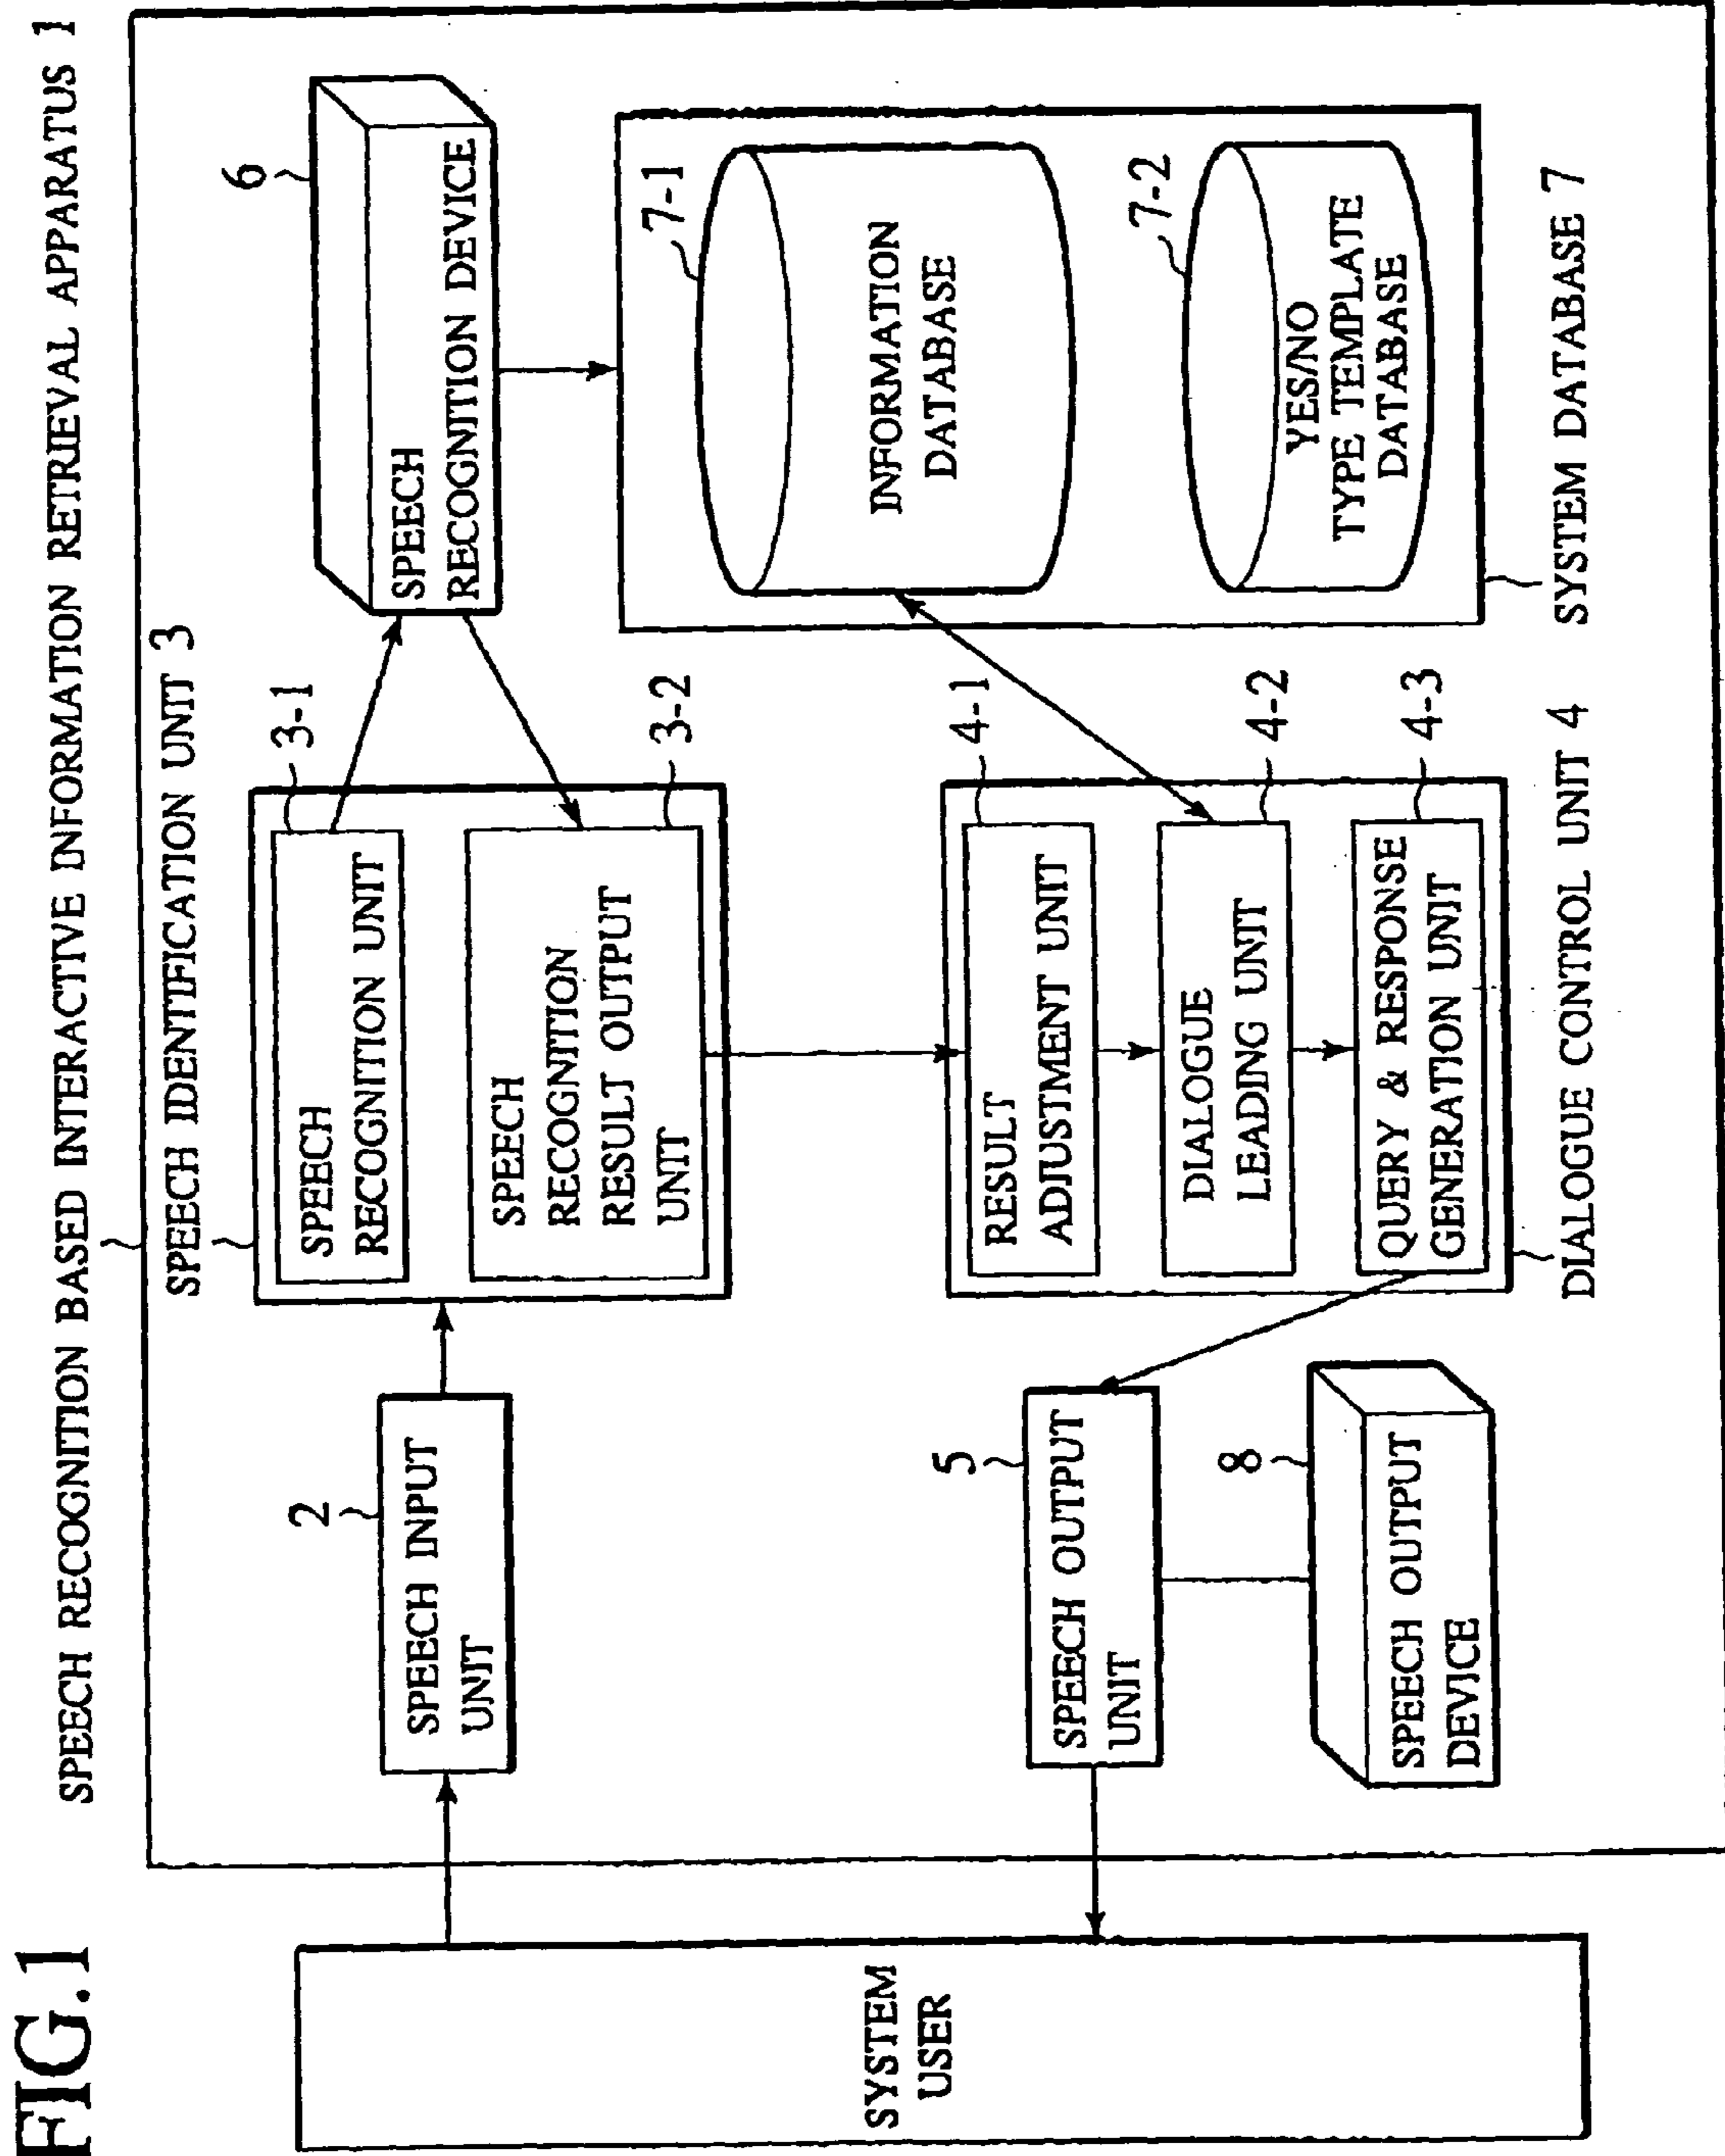 FIG.1
SPEECH RECOGNITION BASED INTERACTIVE INFORMATION RETRIEVAL APPARATUS 1
SPEECH IDENTIFICATION UNIT 3
SYSTEM
USER
2
SPEECH INPUT
UNIT
3-1
SPEECH
RECOGNITION UNIT
3-2
SPEECH
RECOGNITION
RESULT OUTPUT
UNIT
6
SPEECH
RECOGNITION DEVICE
5
SPEECH OUTPUT
UNIT
8
SPEECH OUTPUT
DEVICE
4-1
RESULT
ADJUSTMENT UNIT
4-2
DIALOGUE
LEADING UNIT
4-3
QUERY & RESPONSE
GENERATION UNIT
DIALOGUE CONTROL UNIT 4
7-1
INFORMATION
DATABASE
7-2
YES/NO
TYPE TEMPLATE
DATABASE
SYSTEM DATABASE 7